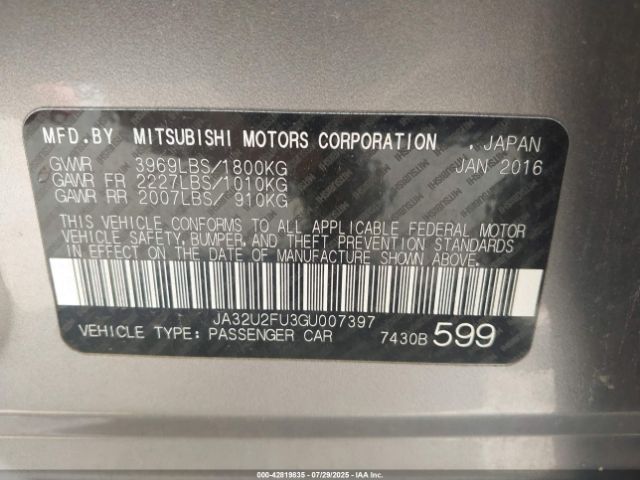 MFD.BY MITSUBISHI MOTORS CORPORATION , JAPAN
GVWR 3969LBS/1800KG JAN 2016
GAWR FR 2227LBS/1010KG
GAWR RR 2007LBS/ 910KG
THIS VEHICLE CONFORMS TO ALL APPLICABLE FEDERAL MOTOR
VEHICLE SAFETY, BUMPER, AND THEFT PREVENTION STANDARDS
IN EFFECT ON THE DATE OF MANUFACTURE SHOWN ABOVE.
JA32U2FU3GU007397
VEHICLE TYPE: PASSENGER CAR 7430B 599
000-42819835 - 07/29/2025 - IAAI.COM